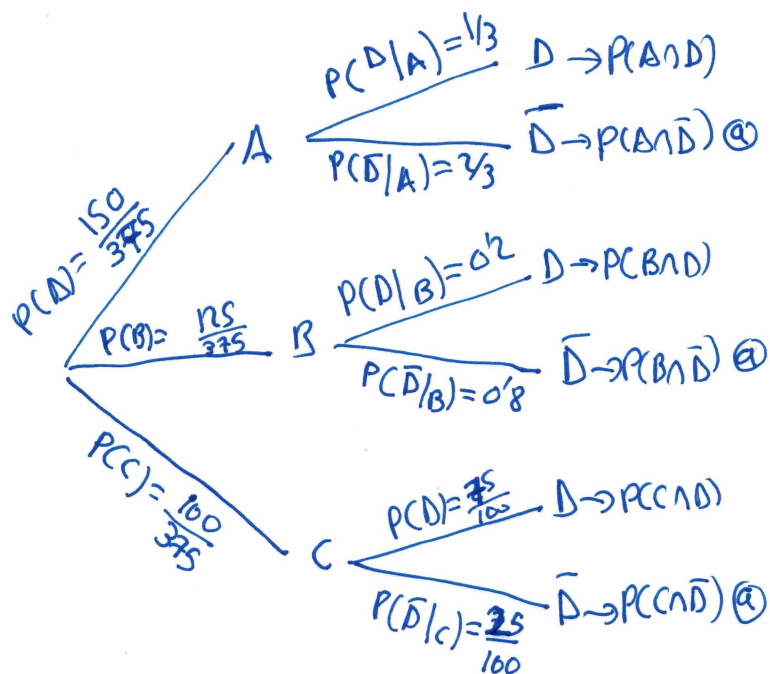 P(D/A)=1/3 D → P(A∩D)
A
P(D̅/A)=2/3 D̅ → P(A∩D̅) ⓐ
P(A)= 150/375
P(D/B)=0'2 D → P(B∩D)
P(B)= 125/375 B
P(D̅/B)=0'8 D̅ → P(B∩D̅) ⓐ
P(C)= 100/375
P(D)= 75/100 D → P(C∩D)
C
P(D̅/C)= 25/100 D̅ → P(C∩D̅) ⓐ